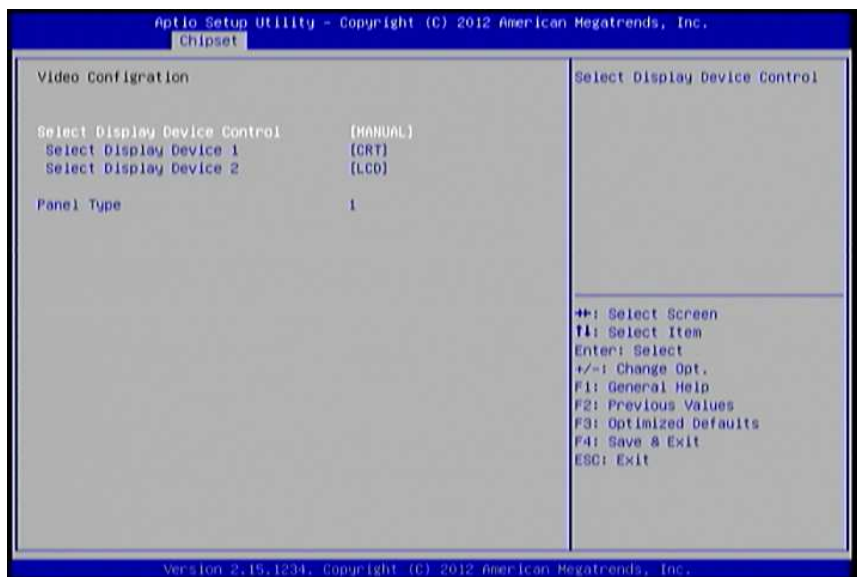 Aptio Setup Utility - Copyright (C) 2012 American Megatrends, Inc.
Chipset
Video Configration
Select Display Device Control [MANUAL]
Select Display Device 1 [CRT]
Select Display Device 2 [LCD]
Panel Type 1
Select Display Device Control
→←: Select Screen
↑↓: Select Item
Enter: Select
+/-: Change Opt.
F1: General Help
F2: Previous Values
F3: Optimized Defaults
F4: Save & Exit
ESC: Exit
Version 2.15.1234. Copyright (C) 2012 American Megatrends, Inc.